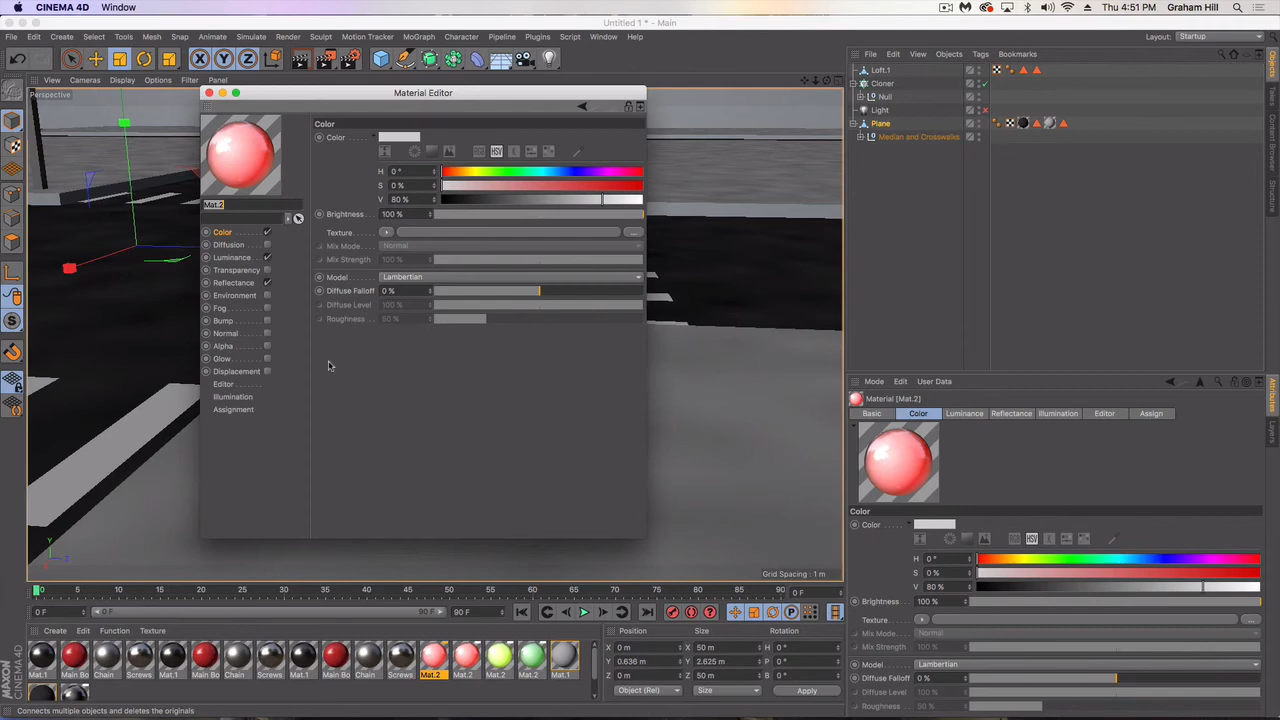 CINEMA 4D Window Thu 4:51 PM Graham Hill
Untitled 1 * - Main
File Edit Create Select Tools Mesh Snap Animate Simulate Render Sculpt Motion Tracker MoGraph Character Pipeline Plugins Script Window Help Layout: Startup
View Cameras Display Options Filter Panel
Perspective
Material Editor
Mat.2
Color
Diffusion
Luminance
Transparency
Reflectance
Environment
Fog
Bump
Normal
Alpha
Glow
Displacement
Editor
Illumination
Assignment
Color
Color
H 0 °
S 0 %
V 80 %
Brightness 100 %
Texture
Mix Mode Normal
Mix Strength 100 %
Model Lambertian
Diffuse Falloff 0 %
Diffuse Level 100 %
Roughness 50 %
File Edit View Objects Tags Bookmarks
Loft.1
Cloner
Null
Light
Plane
Median and Crosswalks
Objects
Takes
Content Browser
Structure
Mode Edit User Data
Material [Mat.2]
Basic Color Luminance Reflectance Illumination Editor Assign
Color
Color
H 0 °
S 0 %
V 80 %
Brightness 100 %
Texture
Mix Mode Normal
Mix Strength 100 %
Model Lambertian
Diffuse Falloff 0 %
Diffuse Level 100 %
Roughness 50 %
Attributes
Layers
Y
Z
X
Grid Spacing : 1 m
0 5 10 15 20 25 30 35 40 45 50 55 60 65 70 75 80 85 90 0 F
0 F 0 F 90 F 90 F
Create Edit Function Texture
Mat.1 Main Bo Chain Screws Mat.1 Main Bo Chain Screws Mat.1 Main Bo Chain Screws Mat.2 Mat.2 Mat.2 Mat.2 Mat.1
Position Size Rotation
X 0 m X 50 m H 0 °
Y 0.636 m Y 2.625 m P 0 °
Z 0 m Z 50 m B 0 °
Object (Rel) Size Apply
MAXON CINEMA 4D
Connects multiple objects and deletes the originals